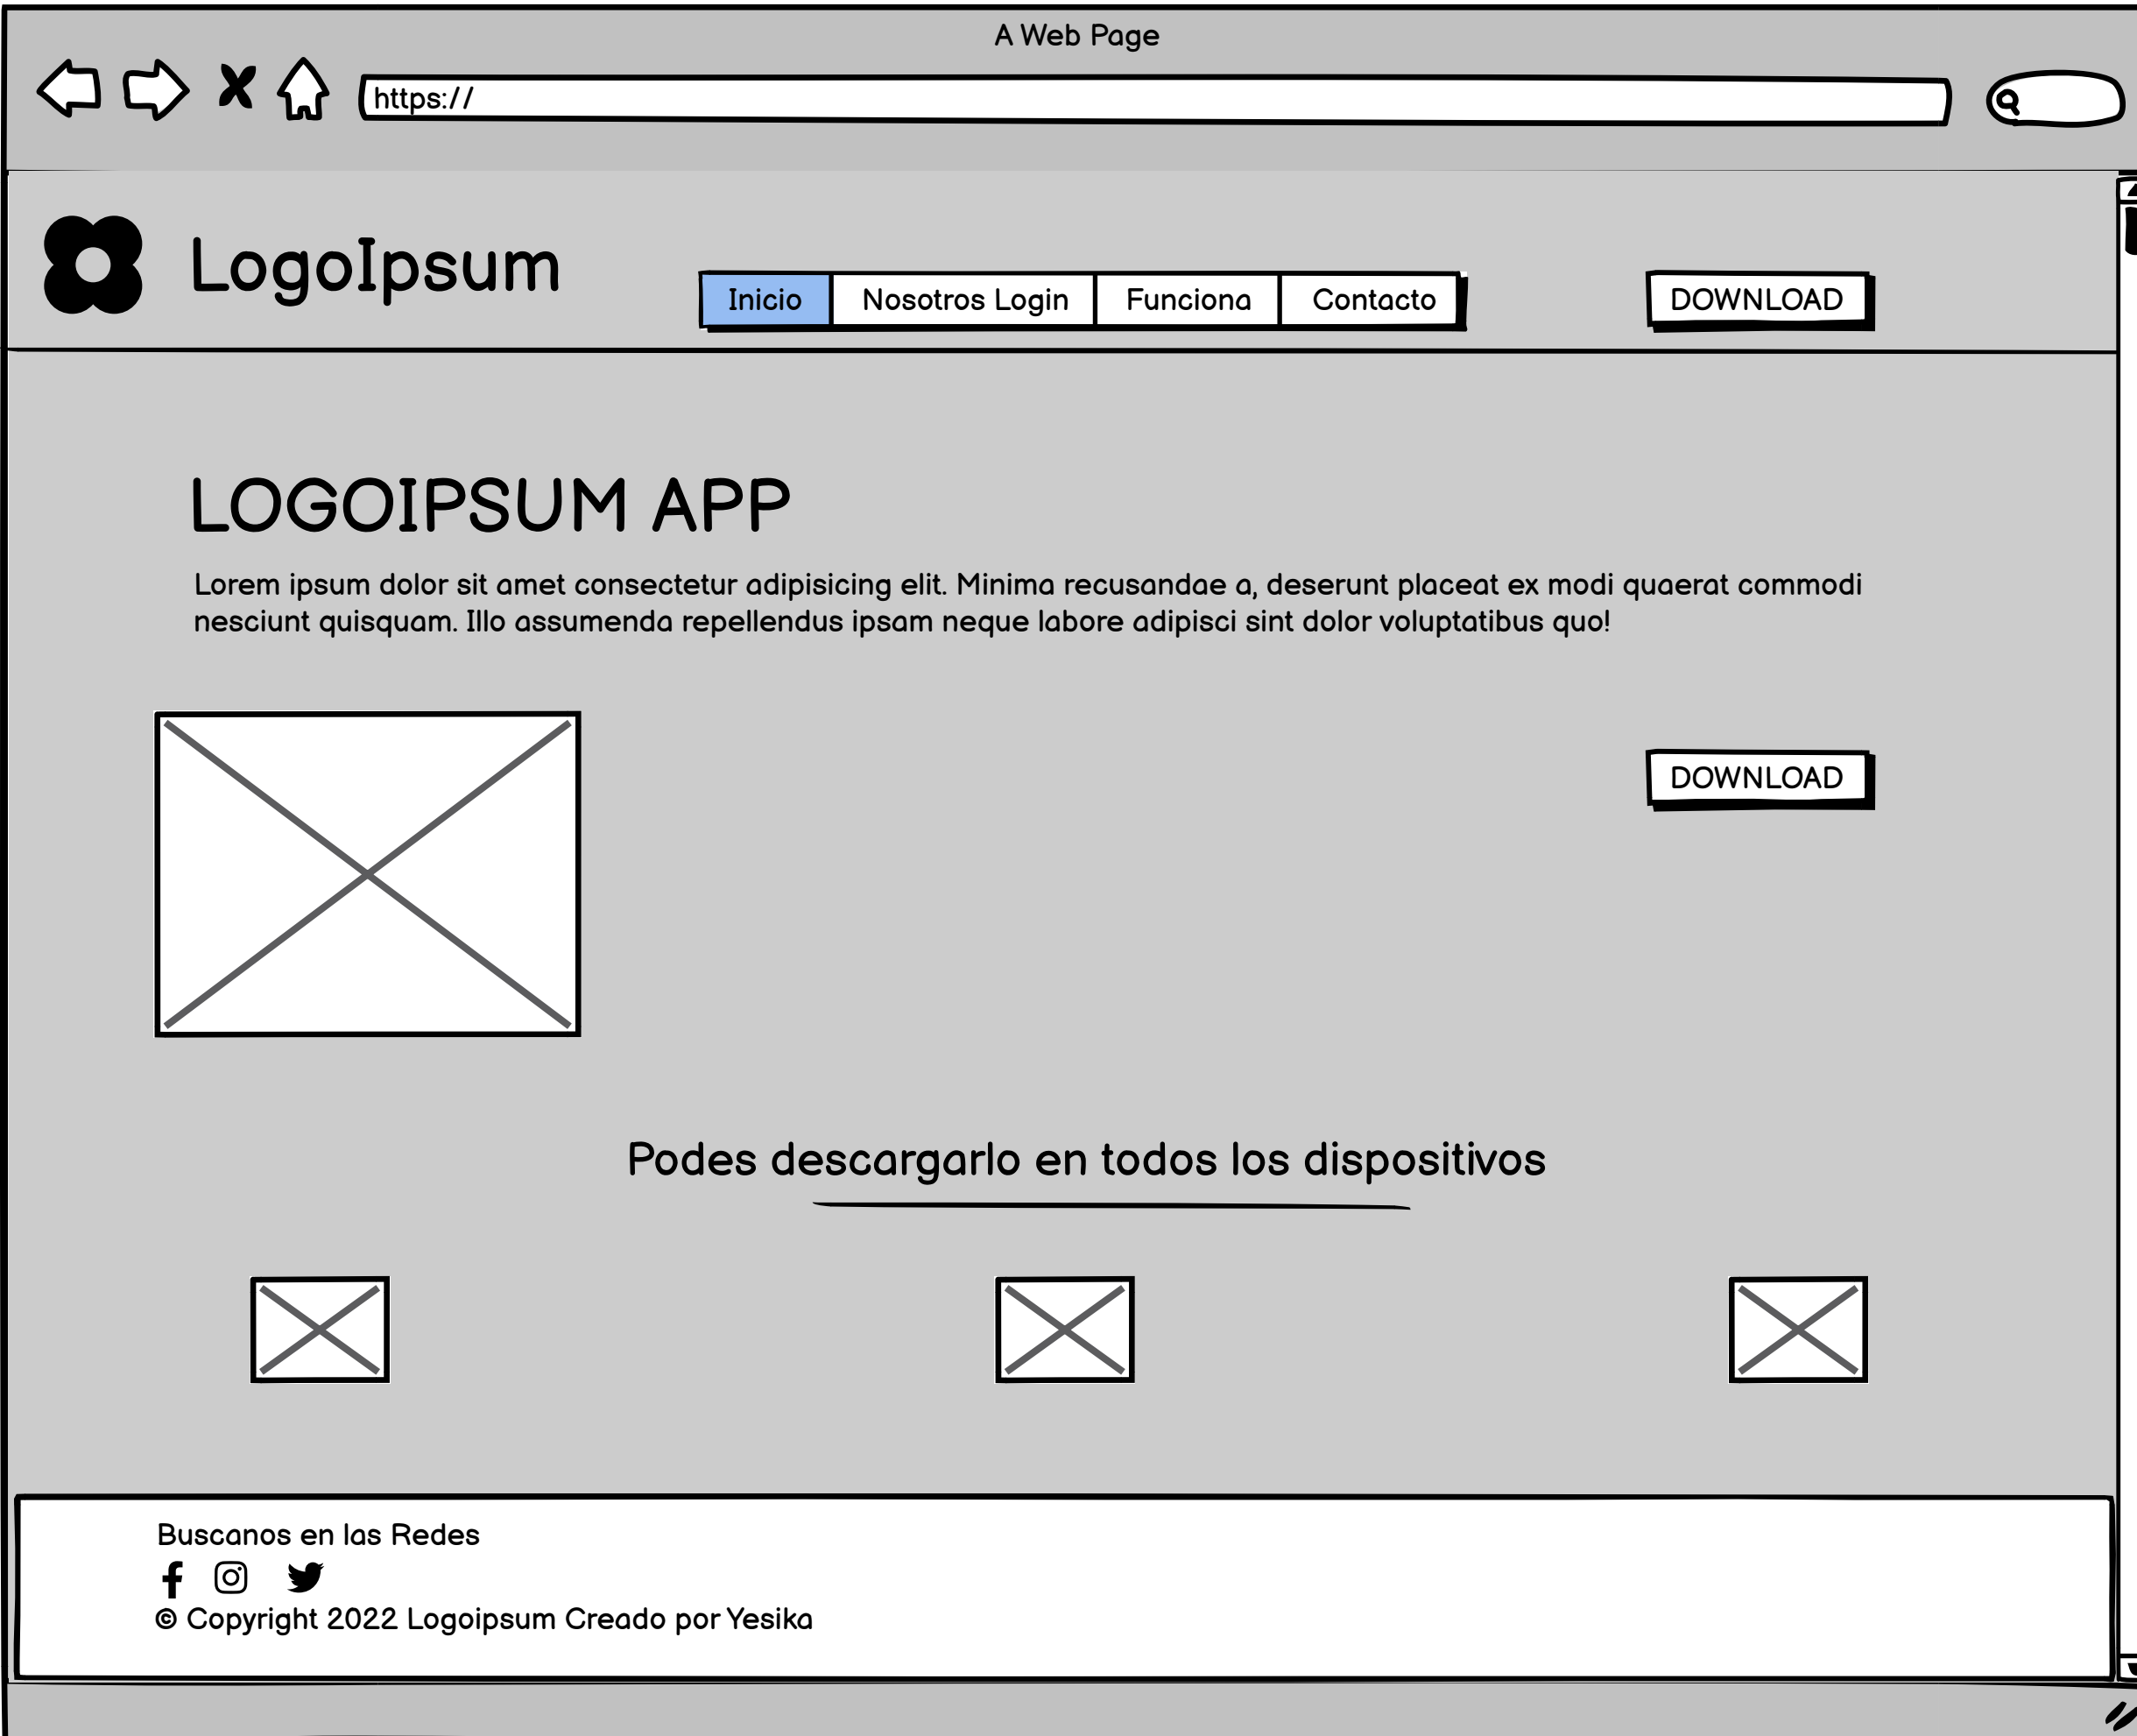 A Web Page
https://
LogoIpsum
Inicio
Nosotros Login
Funciona
Contacto
DOWNLOAD
LOGOIPSUM APP
Lorem ipsum dolor sit amet consectetur adipisicing elit. Minima recusandae a, deserunt placeat ex modi quaerat commodi
nesciunt quisquam. Illo assumenda repellendus ipsam neque labore adipisci sint dolor voluptatibus quo!
DOWNLOAD
Podes descargarlo en todos los dispositivos
Buscanos en las Redes
© Copyright 2022 Logoipsum Creado por Yesika